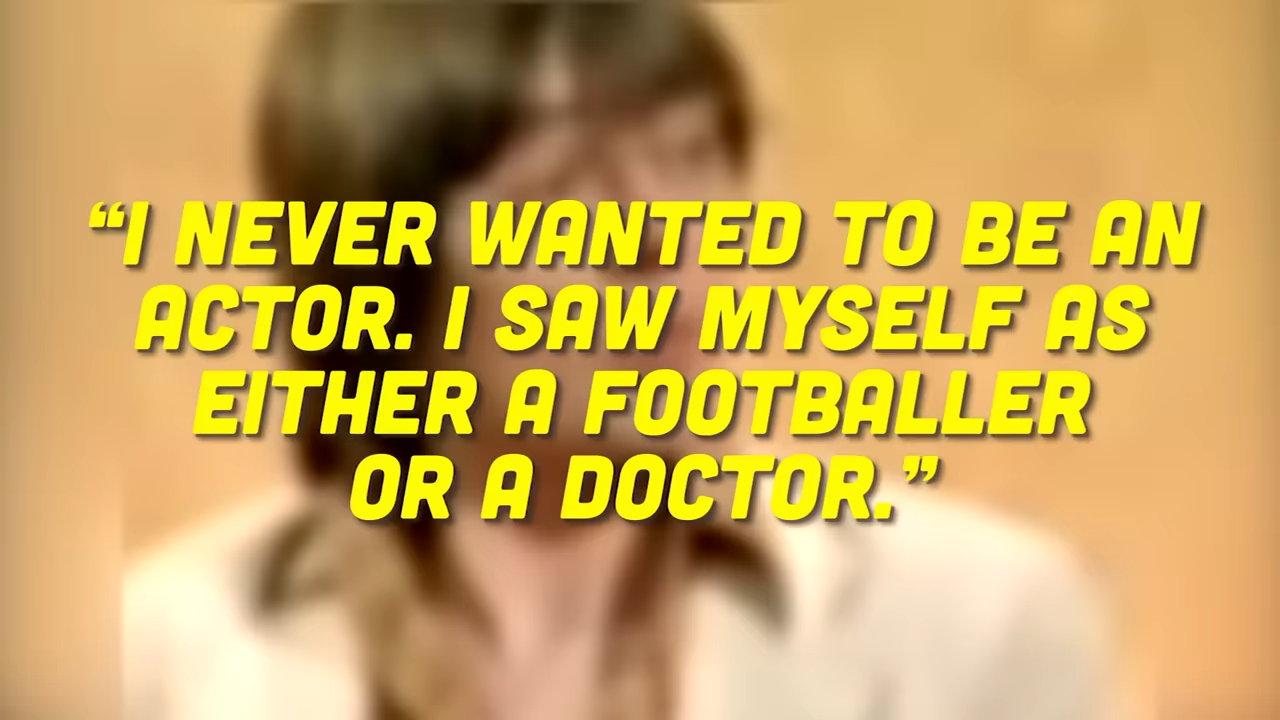 “I NEVER WANTED TO BE AN
ACTOR. I SAW MYSELF AS
EITHER A FOOTBALLER
OR A DOCTOR.”